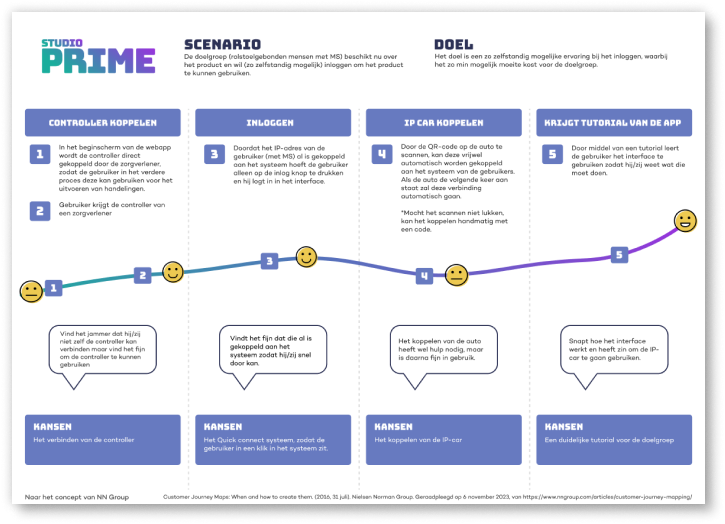 STUDIO
PRIME
SCENARIO
De doelgroep (rolstoelgebonden mensen met MS) beschikt nu over
het product en wil (zo zelfstandig mogelijk) inloggen om het product
te kunnen gebruiken.
DOEL
Het doel is een zo zelfstandig mogelijke ervaring bij het inloggen, waarbij
het zo min mogelijk moeite kost voor de doelgroep.
CONTROLLER KOPPELEN
1
In het beginscherm van de webapp
wordt de controller direct
gekoppeld door de zorgverlener,
zodat de gebruiker in het verdere
proces deze kan gebruiken voor het
uitvoeren van handelingen.
2
Gebruiker krijgt de controller van
een zorgverlener
INLOGGEN
3
Doordat het IP-adres van de
gebruiker (met MS) al is gekoppeld
aan het systeem hoeft de gebruiker
alleen op de inlog knop te drukken
en hij logt in in het interface.
IP CAR KOPPELEN
4
Door de QR-code op de auto te
scannen, kan deze vrijwel
automatisch worden gekoppeld
aan het systeem van de gebruikers.
Als de auto de volgende keer aan
staat zal deze verbinding
automatisch gaan.
*Mocht het scannen niet lukken,
kan het koppelen handmatig met
een code.
KRIJGT TUTORIAL VAN DE APP
5
Door middel van een tutorial leert
de gebruiker het interface te
gebruiken zodat hij/zij weet wat die
moet doen.
1
2
3
4
5
Vind het jammer dat hij/zij
niet zelf de controller kan
verbinden maar vind het fijn
om de controller te kunnen
gebruiken
Vindt het fijn dat die al is
gekoppeld aan het
systeem zodat hij/zij snel
door kan.
Het koppelen van de auto
heeft wel hulp nodig, maar
is daarna fijn in gebruik.
Snapt hoe het interface
werkt en heeft zin om de IP-
car te gaan gebruiken.
KANSEN
Het verbinden van de controller
KANSEN
Het Quick connect systeem, zodat de
gebruiker in een klik in het systeem zit.
KANSEN
Het koppelen van de IP-car
KANSEN
Een duidelijke tutorial voor de doelgroep
Naar het concept van NN Group
Customer Journey Maps: When and how to create them. (2016, 31 juli). Nielsen Norman Group. Geraadpleegd op 6 november 2023, van https://www.nngroup.com/articles/customer-journey-mapping/